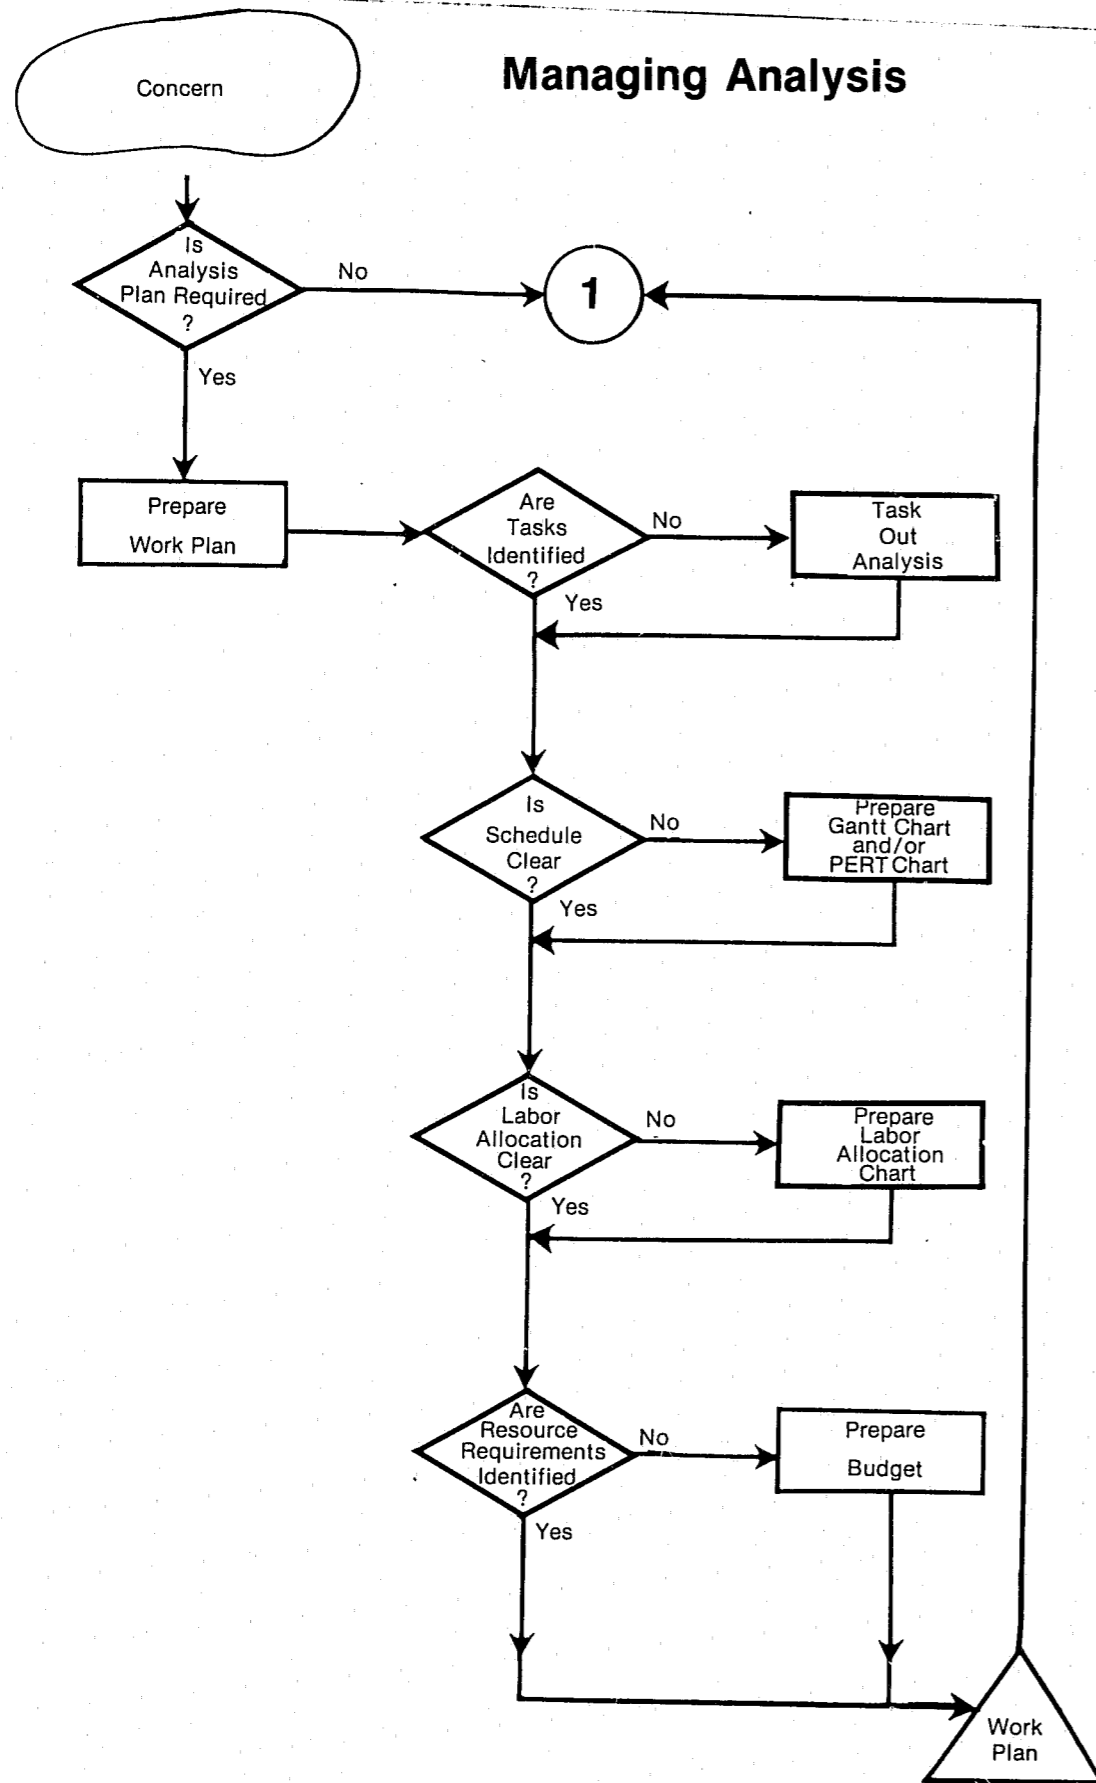 Managing Analysis
Concern
Is
Analysis
Plan Required
?
No
1
Yes
Prepare
Work Plan
Are
Tasks
Identified
?
No
Task
Out
Analysis
Yes
Is
Schedule
Clear
?
No
Prepare
Gantt Chart
and/or
PERT Chart
Yes
Is
Labor
Allocation
Clear
?
No
Prepare
Labor
Allocation
Chart
Yes
Are
Resource
Requirements
Identified
?
No
Prepare
Budget
Yes
Work
Plan